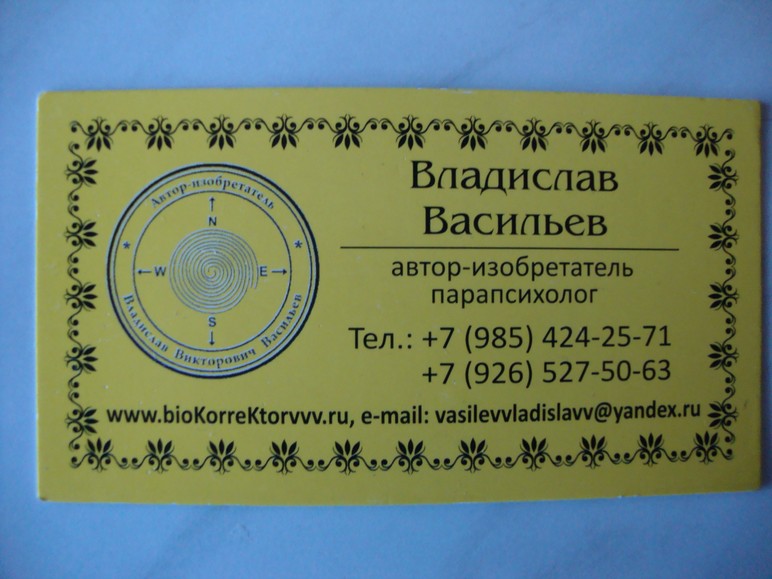 Владислав
Васильев
автор-изобретатель
парапсихолог
Тел.: +7 (985) 424-25-71
+7 (926) 527-50-63
www.bioKorreKtorvvv.ru, e-mail: vasilevvladislavv@yandex.ru
Автор-изобретатель
N
W E
S
* Владислав Викторович Васильев *